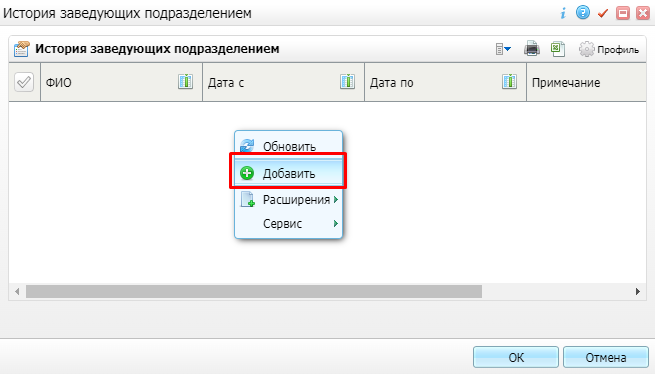 История заведующих подразделением
История заведующих подразделением
Профиль
ФИО
Дата с
Дата по
Примечание
Обновить
Добавить
Расширения
Сервис
ОК
Отмена